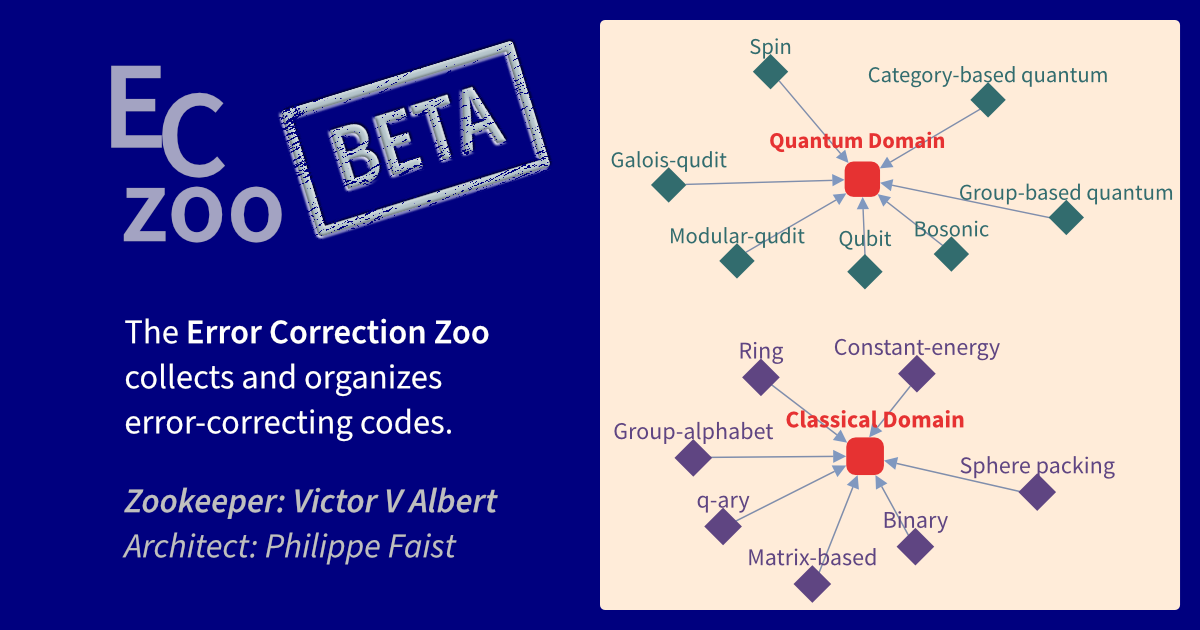 EC
ZOO
BETA
The Error Correction Zoo
collects and organizes
error-correcting codes.
Zookeeper: Victor V Albert
Architect: Philippe Faist
Spin
Category-based quantum
Quantum Domain
Galois-qudit
Group-based quantum
Modular-qudit
Qubit
Bosonic
Ring
Constant-energy
Classical Domain
Group-alphabet
Sphere packing
q-ary
Binary
Matrix-based